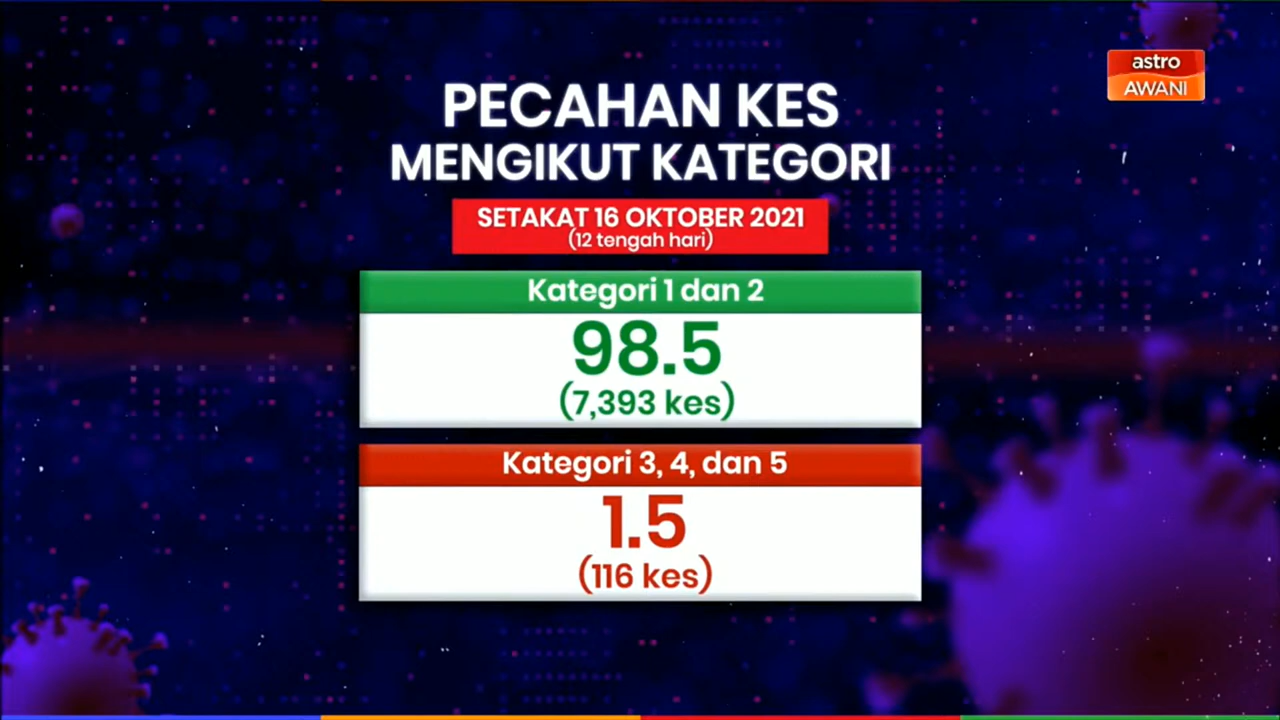 astro
AWANI
PECAHAN KES
MENGIKUT KATEGORI
SETAKAT 16 OKTOBER 2021
(12 tengah hari)
Kategori 1 dan 2
98.5
(7,393 kes)
Kategori 3, 4, dan 5
1.5
(116 kes)